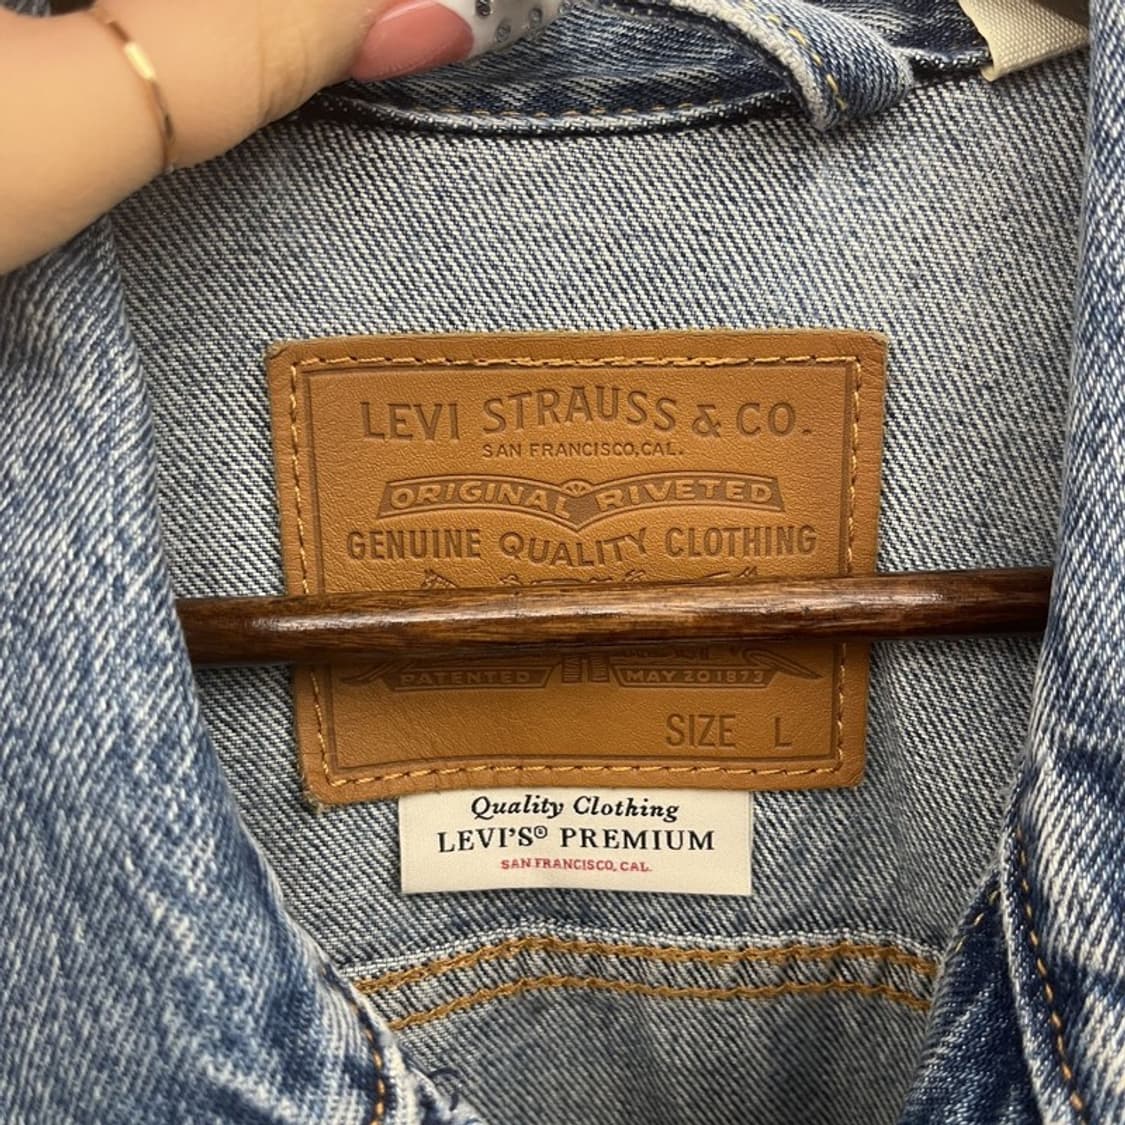 LEVI STRAUSS & CO.
SAN FRANCISCO, CAL.
ORIGINAL RIVETED
GENUINE QUALITY CLOTHING
PATENTED MAY 20 1873
SIZE L
Quality Clothing
LEVI'S® PREMIUM
SAN FRANCISCO, CAL.